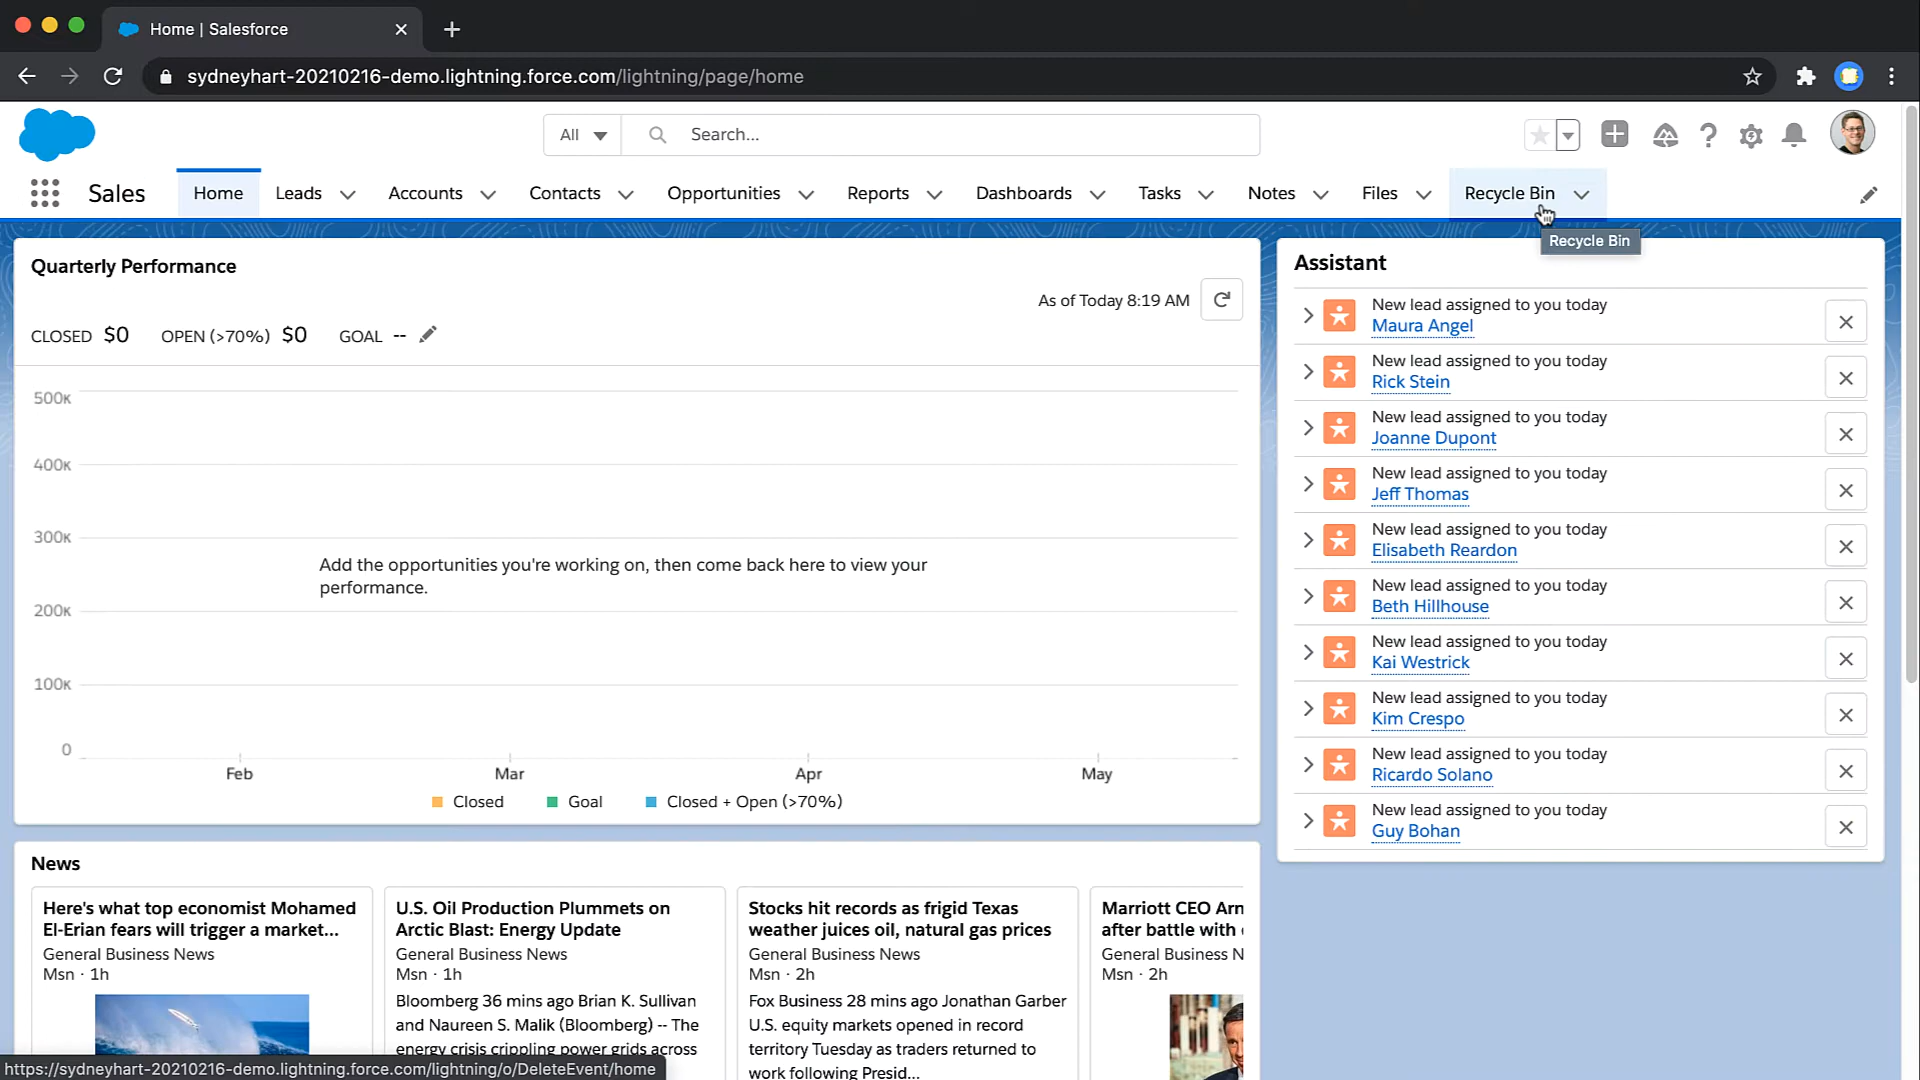 Home | Salesforce
sydneyhart-20210216-demo.lightning.force.com/lightning/page/home
All
Search...
Sales
Home
Leads
Accounts
Contacts
Opportunities
Reports
Dashboards
Tasks
Notes
Files
Recycle Bin
Recycle Bin
Quarterly Performance
As of Today 8:19 AM
CLOSED $0 OPEN (>70%) $0 GOAL --
500K
400K
300K
200K
100K
0
Add the opportunities you're working on, then come back here to view your
performance.
Feb Mar Apr May
Closed Goal Closed + Open (>70%)
Assistant
New lead assigned to you today
Maura Angel
New lead assigned to you today
Rick Stein
New lead assigned to you today
Joanne Dupont
New lead assigned to you today
Jeff Thomas
New lead assigned to you today
Elisabeth Reardon
New lead assigned to you today
Beth Hillhouse
New lead assigned to you today
Kai Westrick
New lead assigned to you today
Kim Crespo
New lead assigned to you today
Ricardo Solano
New lead assigned to you today
Guy Bohan
News
Here's what top economist Mohamed
El-Erian fears will trigger a market...
General Business News
Msn · 1h
U.S. Oil Production Plummets on
Arctic Blast: Energy Update
General Business News
Msn · 1h
Bloomberg 36 mins ago Brian K. Sullivan
and Naureen S. Malik (Bloomberg) -- The
energy crisis crippling power grids across
Stocks hit records as frigid Texas
weather juices oil, natural gas prices
General Business News
Msn · 2h
Fox Business 28 mins ago Jonathan Garber
U.S. equity markets opened in record
territory Tuesday as traders returned to
work following Presid...
Marriott CEO Arn
after battle with
General Business N
Msn · 2h
https://sydneyhart-20210216-demo.lightning.force.com/lightning/o/DeleteEvent/home